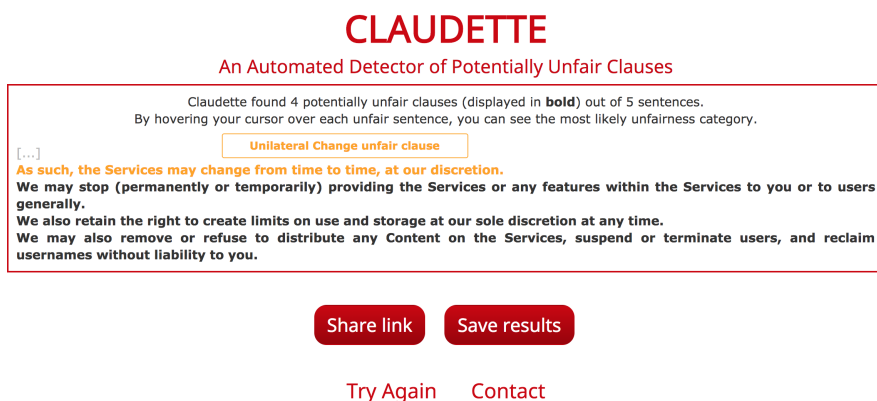 CLAUDETTE
An Automated Detector of Potentially Unfair Clauses
Claudette found 4 potentially unfair clauses (displayed in bold) out of 5 sentences.
By hovering your cursor over each unfair sentence, you can see the most likely unfairness category.
Unilateral Change unfair clause
[...]
As such, the Services may change from time to time, at our discretion.
We may stop (permanently or temporarily) providing the Services or any features within the Services to you or to users
generally.
We also retain the right to create limits on use and storage at our sole discretion at any time.
We may also remove or refuse to distribute any Content on the Services, suspend or terminate users, and reclaim
usernames without liability to you.
Share link Save results
Try Again Contact